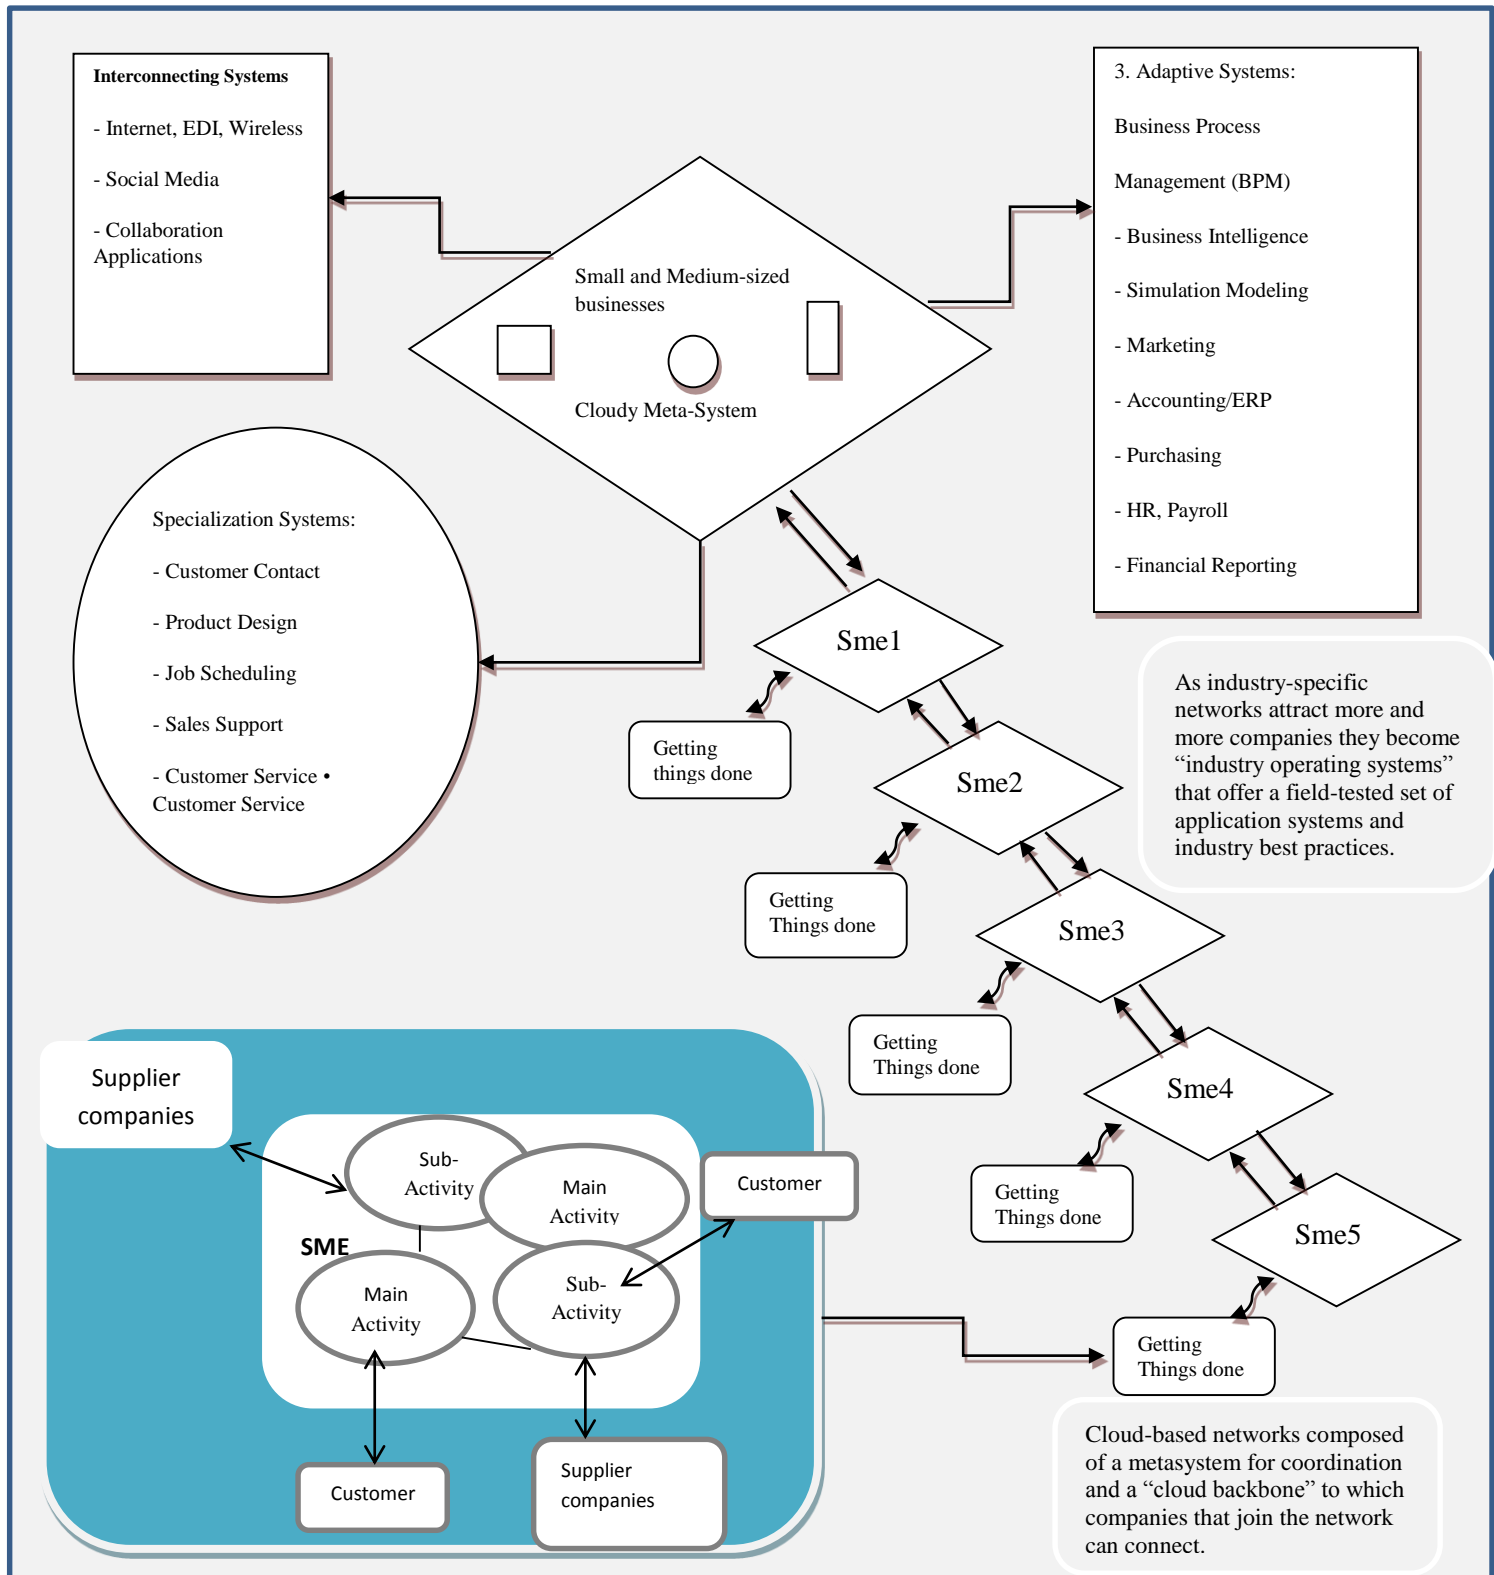 Interconnecting Systems
- Internet, EDI, Wireless
- Social Media
- Collaboration
Applications
3. Adaptive Systems:
Business Process
Management (BPM)
- Business Intelligence
- Simulation Modeling
- Marketing
- Accounting/ERP
- Purchasing
- HR, Payroll
- Financial Reporting
Small and Medium-sized
businesses
Cloudy Meta-System
Specialization Systems:
- Customer Contact
- Product Design
- Job Scheduling
- Sales Support
- Customer Service •
Customer Service
Sme1
Getting
things done
Sme2
Getting
Things done
Sme3
Getting
Things done
Sme4
Getting
Things done
Sme5
Getting
Things done
As industry-specific
networks attract more and
more companies they become
“industry operating systems”
that offer a field-tested set of
application systems and
industry best practices.
Supplier
companies
Sub-
Activity
Main
Activity
Customer
SME
Main
Activity
Sub-
Activity
Customer
Supplier
companies
Cloud-based networks composed
of a metasystem for coordination
and a “cloud backbone” to which
companies that join the network
can connect.